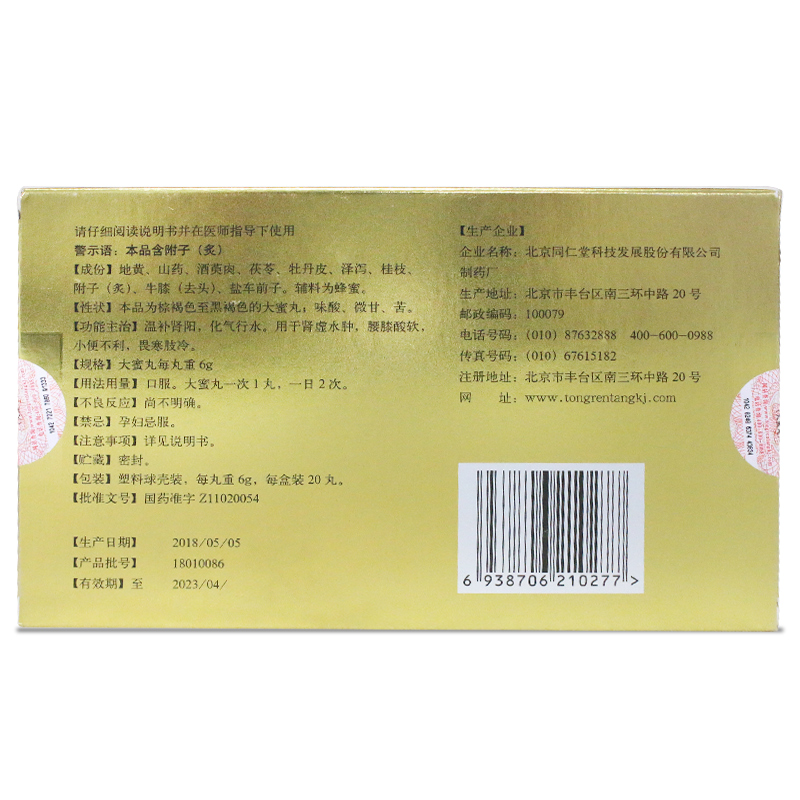 请仔细阅读说明书并在医师指导下使用
警示语：本品含附子（炙）
【成份】地黄、山药、酒萸肉、茯苓、牡丹皮、泽泻、桂枝、
附子（炙）、牛膝（去头）、盐车前子。辅料为蜂蜜。
【性状】本品为棕褐色至黑褐色的大蜜丸；味酸、微甘、苦。
【功能主治】温补肾阳，化气行水。用于肾虚水肿，腰膝酸软，
小便不利，畏寒肢冷。
【规格】大蜜丸每丸重 6g
【用法用量】口服。大蜜丸一次 1 丸，一日 2 次。
【不良反应】尚不明确。
【禁忌】孕妇忌服。
【注意事项】详见说明书。
【贮藏】密封。
【包装】塑料球壳装，每丸重 6g，每盒装 20 丸。
【批准文号】国药准字 Z11020054
【生产日期】 2018/05/05
【产品批号】 18010086
【有效期】至 2023/04/
【生产企业】
企业名称：北京同仁堂科技发展股份有限公司
制药厂
生产地址：北京市丰台区南三环中路 20 号
邮政编码：100079
电话号码：(010) 87632888 400-600-0988
传真号码：(010) 67615182
注册地址：北京市丰台区南三环中路 20 号
网 址：www.tongrentangkj.com
6 938706 210277 >